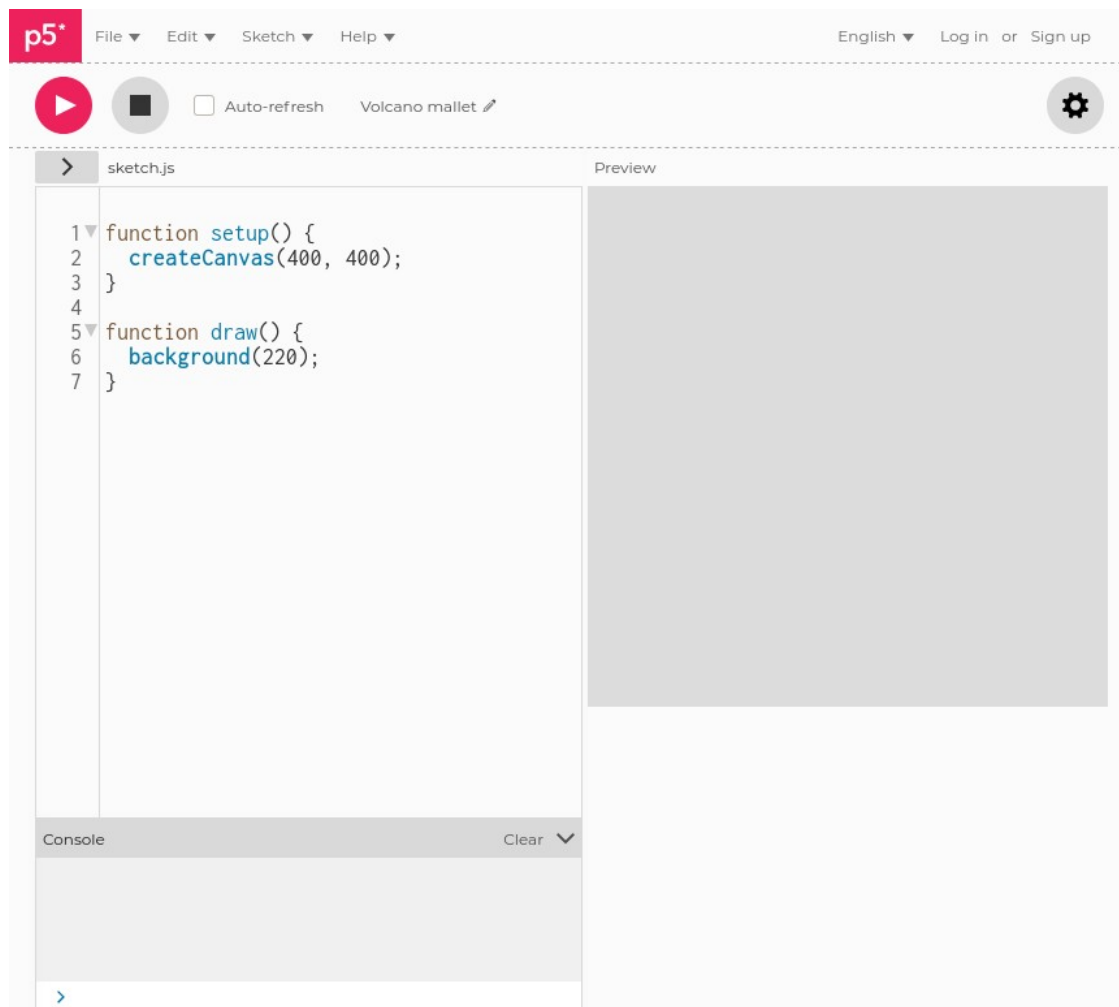 p5* File Edit Sketch Help English Log in or Sign up
Auto-refresh Volcano mallet
sketch.js Preview
1 function setup() {
2   createCanvas(400, 400);
3 }
4
5 function draw() {
6   background(220);
7 }
Console Clear
>